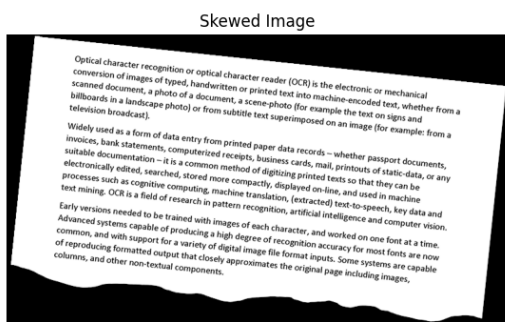 Skewed Image
Optical character recognition or optical character reader (OCR) is the electronic or mechanical
conversion of images of typed, handwritten or printed text into machine-encoded text, whether from a
scanned document, a photo of a document, a scene-photo (for example the text on signs and
billboards in a landscape photo) or from subtitle text superimposed on an image (for example: from a
television broadcast).
Widely used as a form of data entry from printed paper data records – whether passport documents,
invoices, bank statements, computerized receipts, business cards, mail, printouts of static-data, or any
suitable documentation – it is a common method of digitizing printed texts so that they can be
electronically edited, searched, stored more compactly, displayed on-line, and used in machine
processes such as cognitive computing, machine translation, (extracted) text-to-speech, key data and
text mining. OCR is a field of research in pattern recognition, artificial intelligence and computer vision.
Early versions needed to be trained with images of each character, and worked on one font at a time.
Advanced systems capable of producing a high degree of recognition accuracy for most fonts are now
common, and with support for a variety of digital image file format inputs. Some systems are capable
of reproducing formatted output that closely approximates the original page including images,
columns, and other non-textual components.